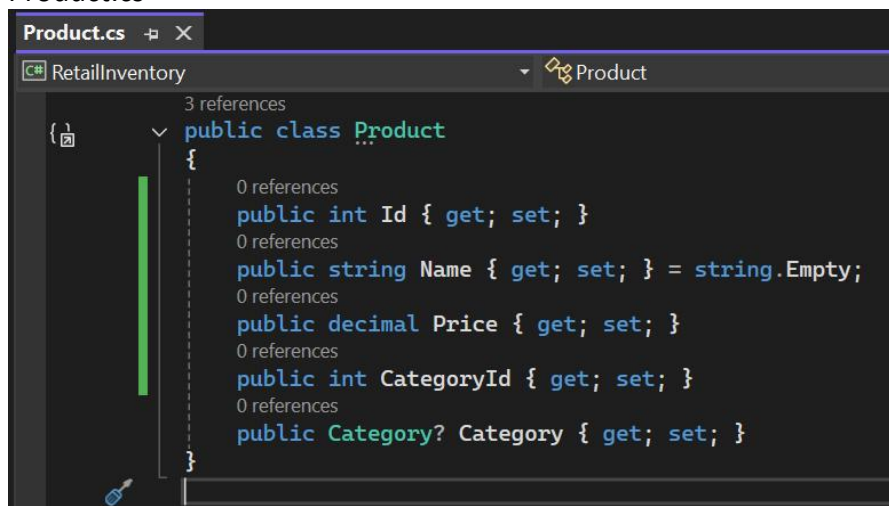 Product.cs
RetailInventory
Product
3 references
public class Product
{
0 references
public int Id { get; set; }
0 references
public string Name { get; set; } = string.Empty;
0 references
public decimal Price { get; set; }
0 references
public int CategoryId { get; set; }
0 references
public Category? Category { get; set; }
}